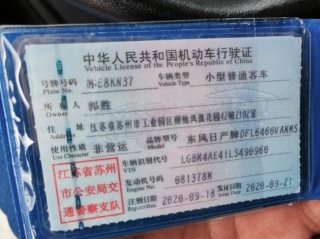 中华人民共和国机动车行驶证
Vehicle License of the People's Republic of China
号牌号码 苏E8KN37 车辆类型 小型普通客车
Plate No. Vehicle Type
所有人 郭胜
Owner
住址 江苏省苏州市工业园区
使用性质 非营运 品牌型号 东风日产牌DFL6460VANM5
Use Character Model
江苏省苏州
市公安局交
通警察支队
车辆识别代号 LGBM4AE41LS490960
VIN
发动机号码 081378M
Engine No.
注册日期 2020-09-18 发证日期 2020-09-21
Register Date Issue Date